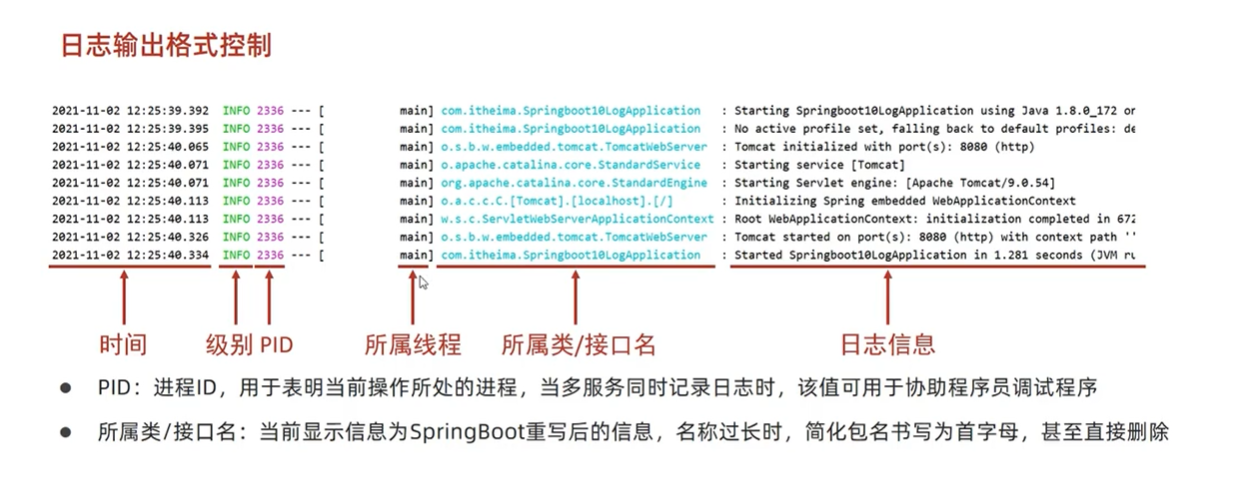 日志输出格式控制
2021-11-02 12:25:39.392 INFO 2336 --- [ main] com.itheima.Springboot10LogApplication : Starting Springboot10LogApplication using Java 1.8.0_172 or
2021-11-02 12:25:39.395 INFO 2336 --- [ main] com.itheima.Springboot10LogApplication : No active profile set, falling back to default profiles: de
2021-11-02 12:25:40.065 INFO 2336 --- [ main] o.s.b.w.embedded.tomcat.TomcatWebServer : Tomcat initialized with port(s): 8080 (http)
2021-11-02 12:25:40.071 INFO 2336 --- [ main] o.apache.catalina.core.StandardService : Starting service [Tomcat]
2021-11-02 12:25:40.071 INFO 2336 --- [ main] org.apache.catalina.core.StandardEngine : Starting Servlet engine: [Apache Tomcat/9.0.54]
2021-11-02 12:25:40.113 INFO 2336 --- [ main] o.a.c.c.C.[Tomcat].[localhost].[/] : Initializing Spring embedded WebApplicationContext
2021-11-02 12:25:40.113 INFO 2336 --- [ main] w.s.c.ServletWebServerApplicationContext : Root WebApplicationContext: initialization completed in 672
2021-11-02 12:25:40.326 INFO 2336 --- [ main] o.s.b.w.embedded.tomcat.TomcatWebServer : Tomcat started on port(s): 8080 (http) with context path ''
2021-11-02 12:25:40.334 INFO 2336 --- [ main] com.itheima.Springboot10LogApplication : Started Springboot10LogApplication in 1.281 seconds (JVM ru
时间 级别 PID 所属线程 所属类/接口名 日志信息
● PID：进程ID，用于表明当前操作所处的进程，当多服务同时记录日志时，该值可用于协助程序员调试程序
● 所属类/接口名：当前显示信息为SpringBoot重写后的信息，名称过长时，简化包名书写为首字母，甚至直接删除